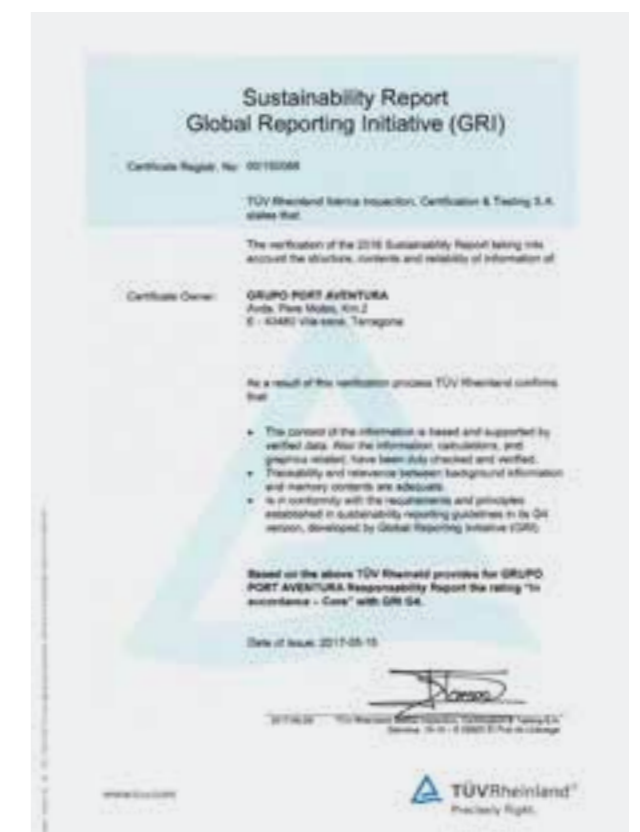 Sustainability Report
Global Reporting Initiative (GRI)
Certificate Registr. No:
TÜV Rheinland Ibérica Inspection, Certification & Testing S.A.
states that:
The verification of the 2016 Sustainability Report taking into
account the structure, contents and reliability of information of
Certificate Owner: GRUPO PORT AVENTURA
Avda. Pere Molas, Km.2
E - 43480 Vila-seca, Tarragona
As a result of this verification process TÜV Rheinland confirms
that:
• The content of the information is based and supported by
verified data. Also the information, calculations, and
graphics related, have been duly checked and verified.
• Traceability and relevance between background information
and memory contents are adequate.
• Is in conformity with the requirements and principles
established in sustainability reporting guidelines in its G4
version, developed by Global Reporting Initiative (GRI)
Based on the above TÜV Rheinald provides for GRUPO
PORT AVENTURA Responsability Report the rating "In
accordance – Core" with GRI G4.
Date of issue: 2017-05-15
www.tuv.com
TÜVRheinland®
Precisely Right.